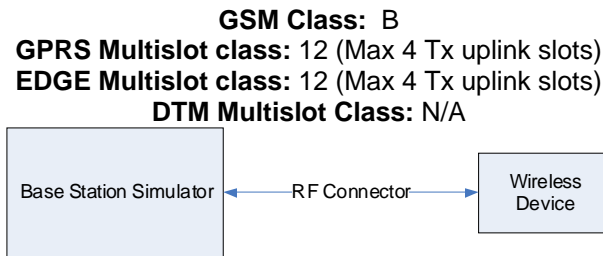 GSM Class: B
GPRS Multislot class: 12 (Max 4 Tx uplink slots)
EDGE Multislot class: 12 (Max 4 Tx uplink slots)
DTM Multislot Class: N/A
Base Station Simulator
RF Connector
Wireless
Device